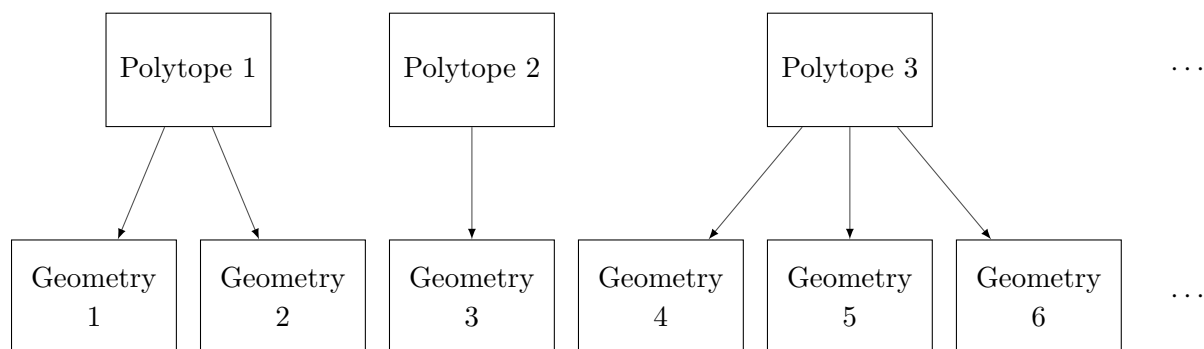 Polytope 1
Polytope 2
Polytope 3
...
Geometry
1
Geometry
2
Geometry
3
Geometry
4
Geometry
5
Geometry
6
...